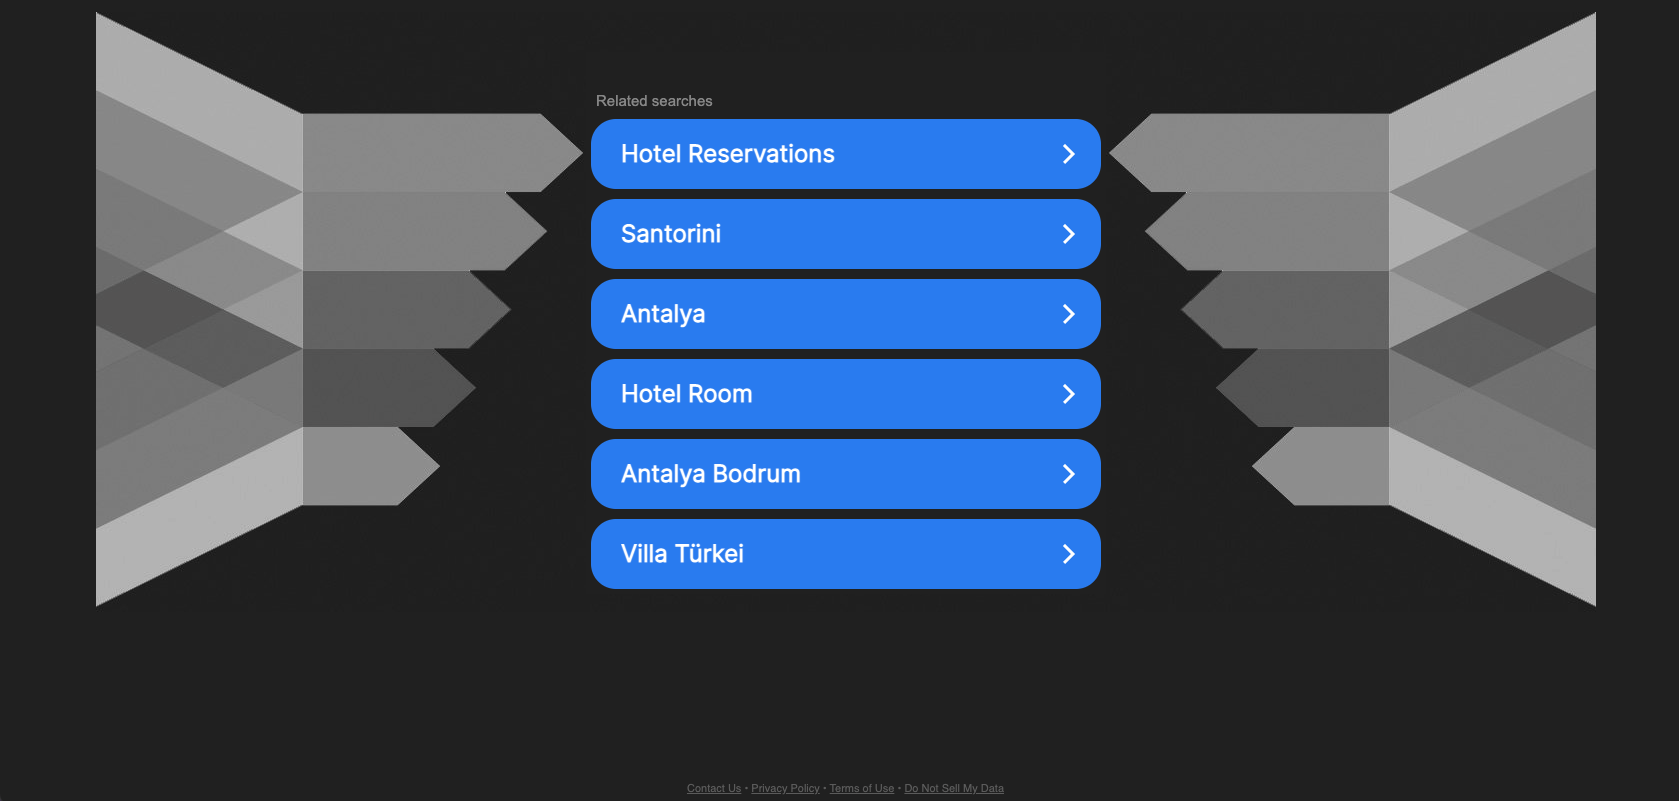 Related searches
Hotel Reservations
Santorini
Antalya
Hotel Room
Antalya Bodrum
Villa Türkei
Contact Us • Privacy Policy • Terms of Use • Do Not Sell My Data